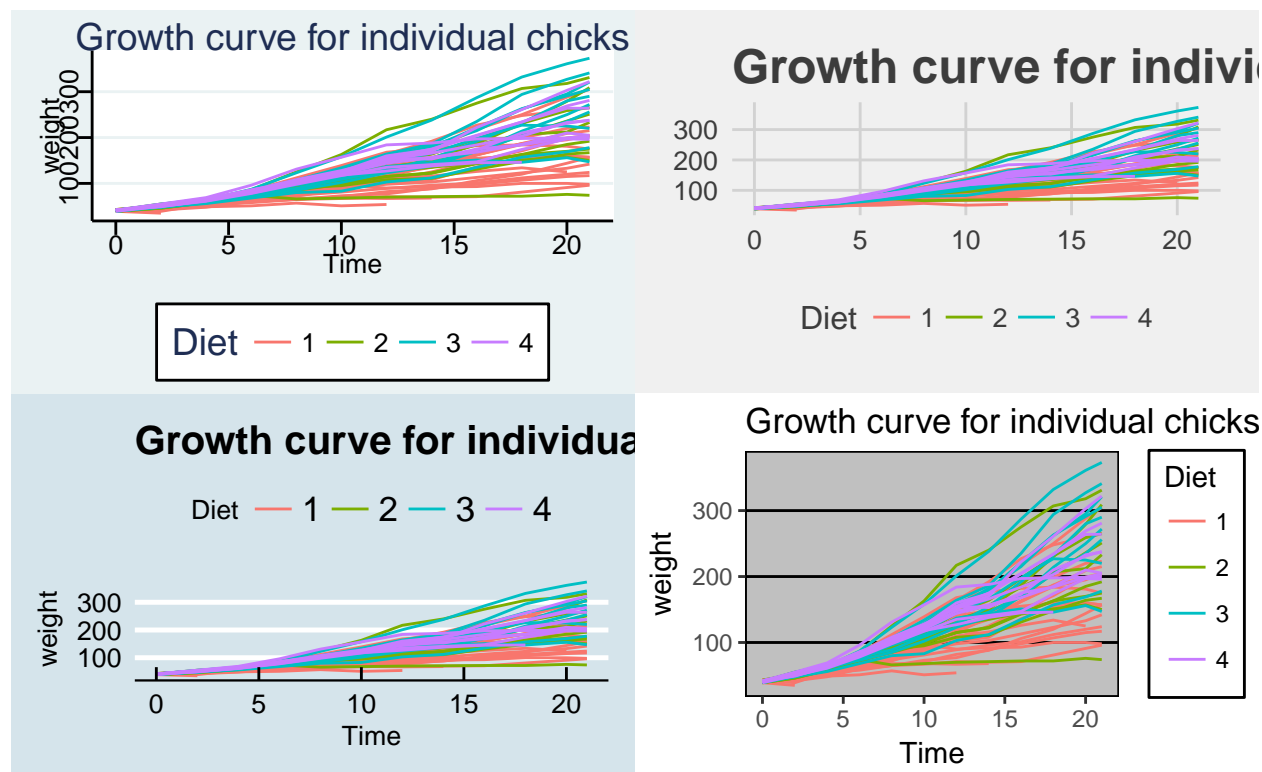 Growth curve for individual chicks
300
200
100
weight
0 5 10 15 20
Time
Diet 1 2 3 4
Growth curve for indivi
300
200
100
0 5 10 15 20
Diet 1 2 3 4
Growth curve for individua
Diet 1 2 3 4
300
200
100
weight
0 5 10 15 20
Time
Growth curve for individual chicks
300
200
100
weight
0 5 10 15 20
Time
Diet
1
2
3
4